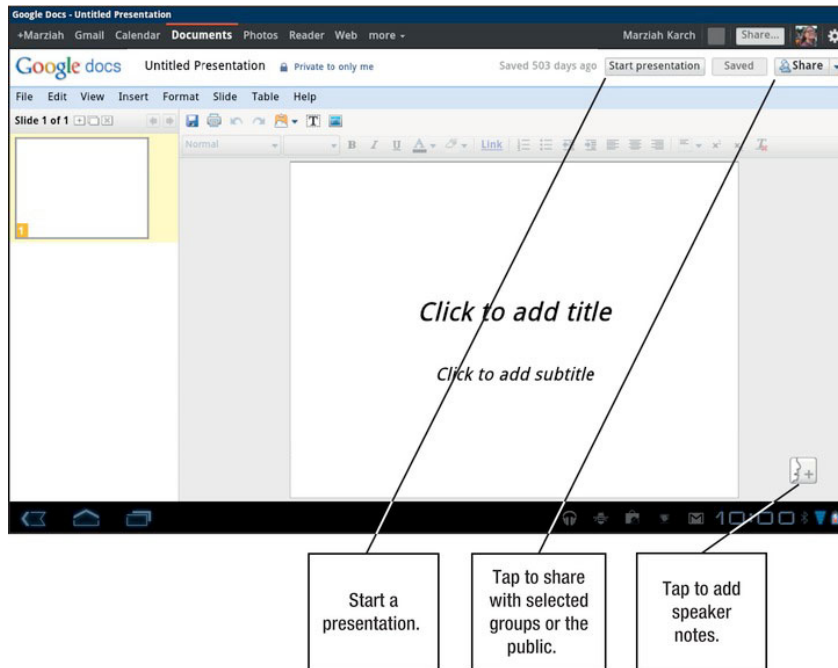 Google Docs - Untitled Presentation
+Marziah Gmail Calendar Documents Photos Reader Web more
Marziah Karch Share...
Google docs Untitled Presentation Private to only me Saved 503 days ago Start presentation Saved Share
File Edit View Insert Format Slide Table Help
Slide 1 of 1
T
Normal B I U A Link
1
Click to add title
Click to add subtitle
10:00
Start a
presentation.
Tap to share
with selected
groups or the
public.
Tap to add
speaker
notes.